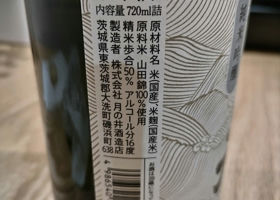 内容量 720ml詰
原材料名 米(国産)、米麹(国産米)
原料米 山田錦100%使用
精米歩合50% アルコール分16度
製造者 株式会社 月の井酒造店
茨城県東茨城郡大洗町磯浜町638